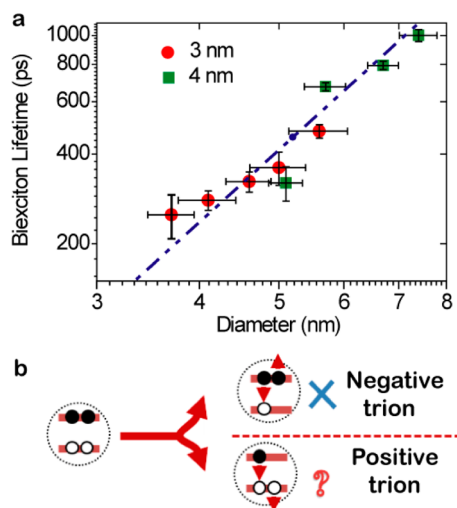 a
1000
800
600
400
200
Biexciton Lifetime (ps)
3 nm
4 nm
3 4 5 6 7 8
Diameter (nm)
b
Negative
trion
Positive
trion
?